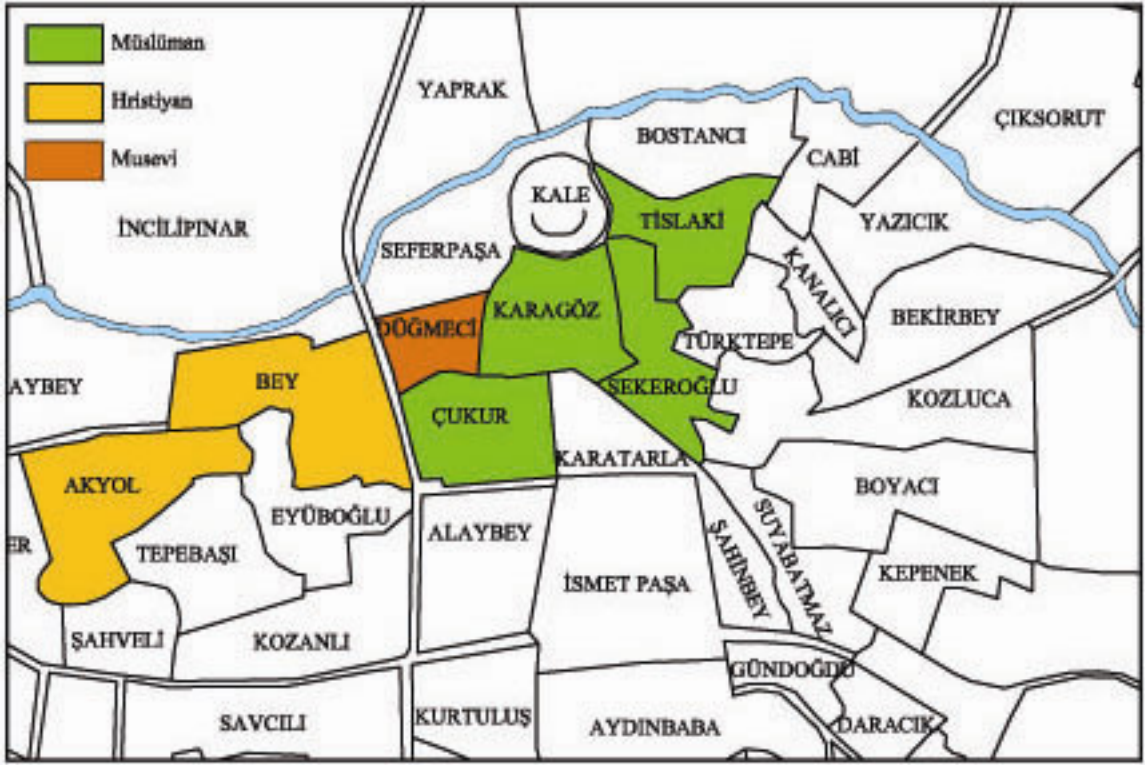 Müslüman
Hristiyan
Musevi
YAPRAK
ÇIKSORUT
BOSTANCI
CABİ
KALE
İNCİLİPINAR
TİSLAKİ
YAZICIK
SEFERPAŞA
KANALICI
KARAGÖZ
DÜĞMECİ
BEKİRBEY
TÜRKTEPE
AYBEY
BEY
ŞEKEROĞLU
KOZLUCA
ÇUKUR
KARATARLA
AKYOL
BOYACI
EYÜBOĞLU
SUYABATMAZ
ALAYBEY
ER
TEPEBAŞI
ŞAHİNBEY
İSMET PAŞA
KEPENEK
ŞAHVELİ
KOZANLI
GÜNDOĞDU
SAVCILI
KURTULUŞ
AYDINBABA
DARACIK